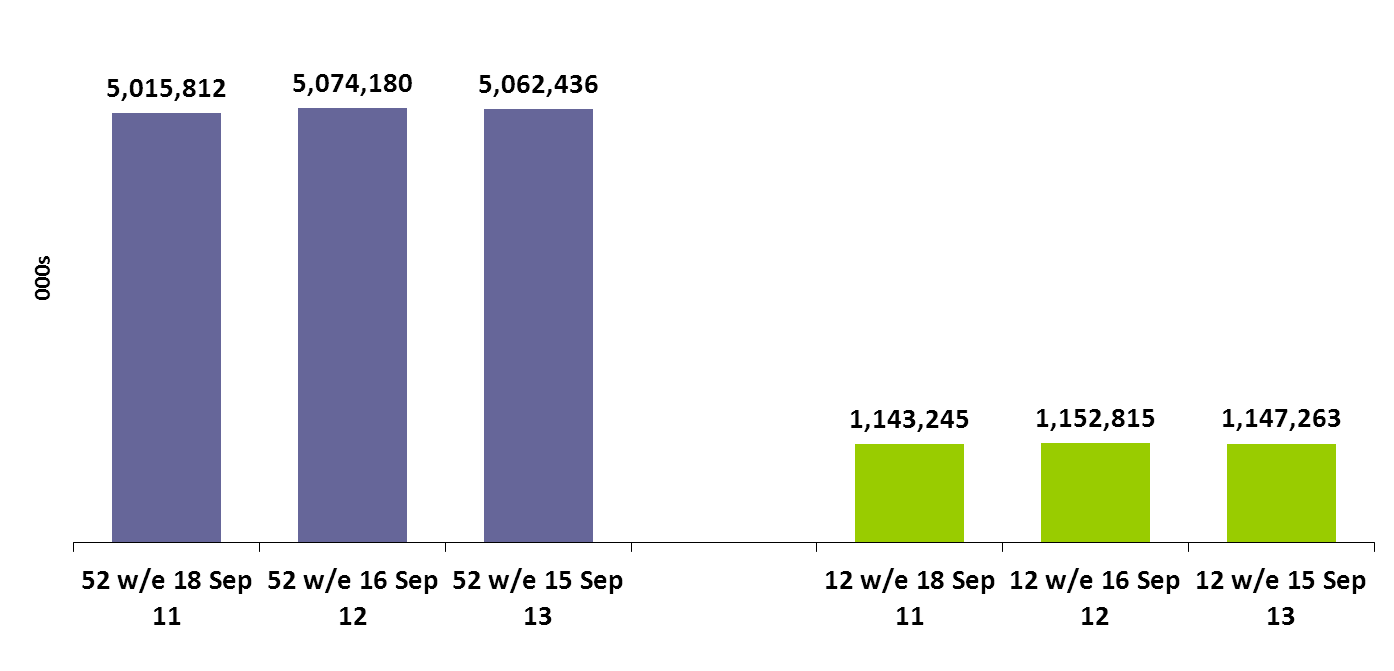 5,015,812
5,074,180
5,062,436
1,143,245
1,152,815
1,147,263
000s
52 w/e 18 Sep
11
52 w/e 16 Sep
12
52 w/e 15 Sep
13
12 w/e 18 Sep
11
12 w/e 16 Sep
12
12 w/e 15 Sep
13